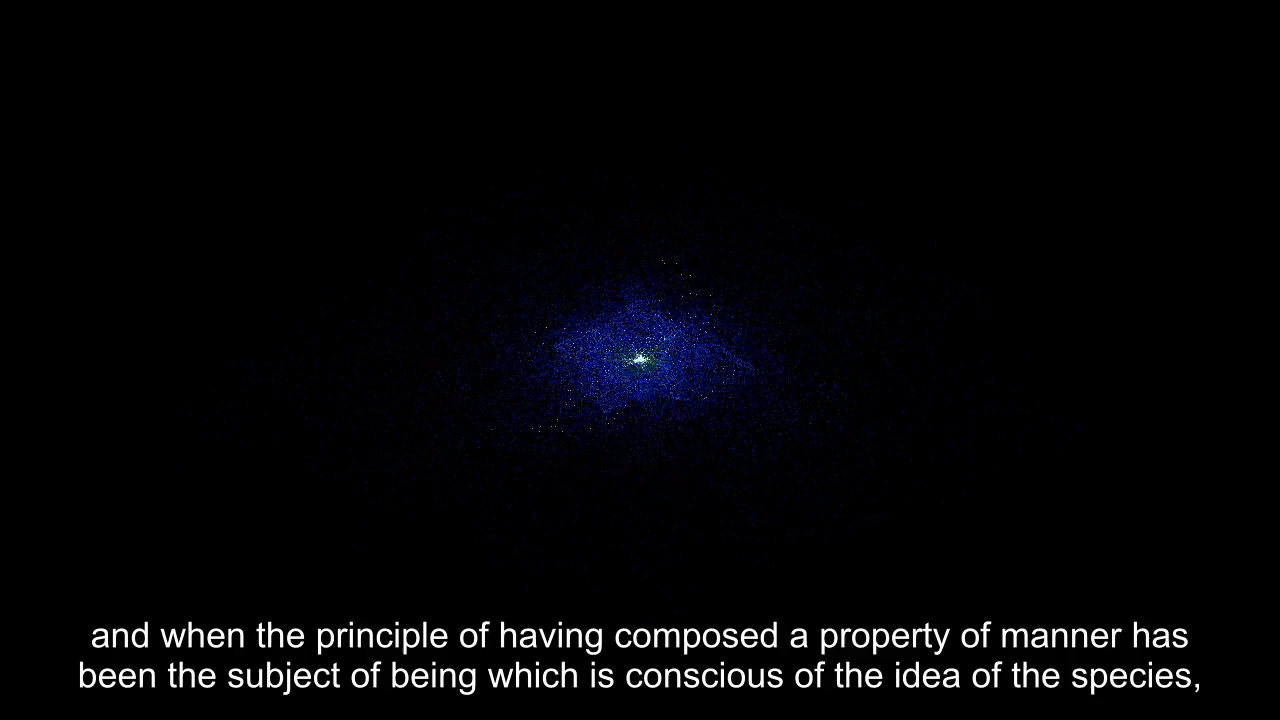 and when the principle of having composed a property of manner has
been the subject of being which is conscious of the idea of the species,